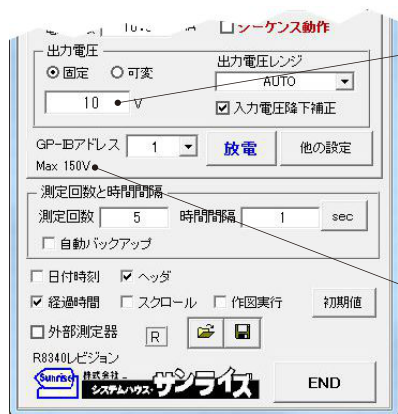 シーケンス動作
出力電圧
固定 可変
出力電圧レンジ
AUTO
10 V
入力電圧降下補正
GP-IBアドレス 1 放電 他の設定
Max 150V
測定回数と時間間隔
測定回数 5 時間間隔 1 sec
自動バックアップ
日付時刻 ヘッダ
経過時間 スクロール 作図実行 初期値
外部測定器 R
R8340レビジョン
Sunrise 株式会社
システムハウス・サンライズ
END